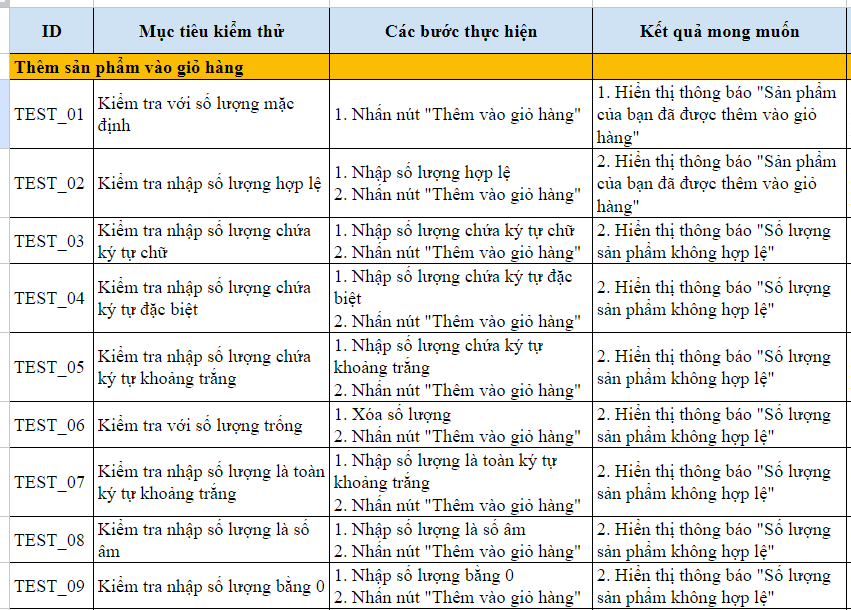 ID	Mục tiêu kiểm thử	Các bước thực hiện	Kết quả mong muốn
Thêm sản phẩm vào giỏ hàng
TEST_01
Kiểm tra với số lượng mặc
định
1. Nhấn nút "Thêm vào giỏ hàng"
1. Hiển thị thông báo "Sản phẩm
của bạn đã được thêm vào giỏ
hàng"
TEST_02
Kiểm tra nhập số lượng hợp lệ
1. Nhập số lượng hợp lệ
2. Nhấn nút "Thêm vào giỏ hàng"
2. Hiển thị thông báo "Sản phẩm
của bạn đã được thêm vào giỏ
hàng"
TEST_03
Kiểm tra nhập số lượng chứa
ký tự chữ
1. Nhập số lượng chứa ký tự chữ
2. Nhấn nút "Thêm vào giỏ hàng"
2. Hiển thị thông báo "Số lượng
sản phẩm không hợp lệ"
TEST_04
Kiểm tra nhập số lượng chứa
ký tự đặc biệt
1. Nhập số lượng chứa ký tự đặc
biệt
2. Nhấn nút "Thêm vào giỏ hàng"
2. Hiển thị thông báo "Số lượng
sản phẩm không hợp lệ"
TEST_05
Kiểm tra nhập số lượng chứa
ký tự khoảng trắng
1. Nhập số lượng chứa ký tự
khoảng trắng
2. Nhấn nút "Thêm vào giỏ hàng"
2. Hiển thị thông báo "Số lượng
sản phẩm không hợp lệ"
TEST_06
Kiểm tra với số lượng trống
1. Xóa số lượng
2. Nhấn nút "Thêm vào giỏ hàng"
2. Hiển thị thông báo "Số lượng
sản phẩm không hợp lệ"
TEST_07
Kiểm tra nhập số lượng là toàn
ký tự khoảng trắng
1. Nhập số lượng là toàn ký tự
khoảng trắng
2. Nhấn nút "Thêm vào giỏ hàng"
2. Hiển thị thông báo "Số lượng
sản phẩm không hợp lệ"
TEST_08
Kiểm tra nhập số lượng là số
âm
1. Nhập số lượng là số âm
2. Nhấn nút "Thêm vào giỏ hàng"
2. Hiển thị thông báo "Số lượng
sản phẩm không hợp lệ"
TEST_09
Kiểm tra nhập số lượng bằng 0
1. Nhập số lượng bằng 0
2. Nhấn nút "Thêm vào giỏ hàng"
2. Hiển thị thông báo "Số lượng
sản phẩm không hợp lệ"